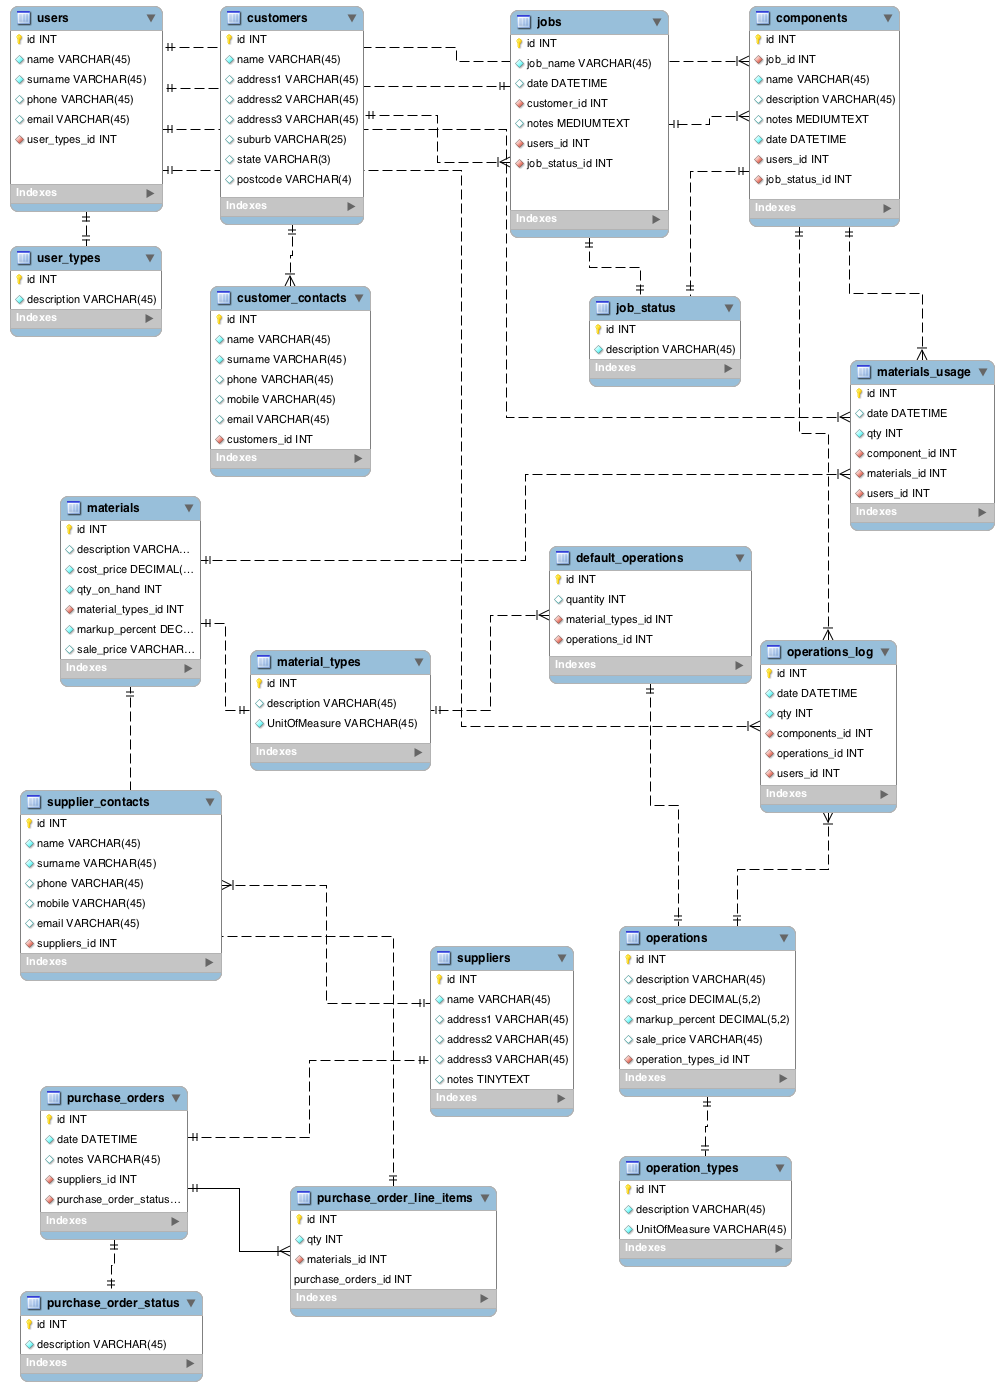 users
id INT
name VARCHAR(45)
surname VARCHAR(45)
phone VARCHAR(45)
email VARCHAR(45)
user_types_id INT
Indexes
customers
id INT
name VARCHAR(45)
address1 VARCHAR(45)
address2 VARCHAR(45)
address3 VARCHAR(45)
suburb VARCHAR(25)
state VARCHAR(3)
postcode VARCHAR(4)
Indexes
jobs
id INT
job_name VARCHAR(45)
date DATETIME
customer_id INT
notes MEDIUMTEXT
users_id INT
job_status_id INT
Indexes
components
id INT
job_id INT
name VARCHAR(45)
description VARCHAR(45)
notes MEDIUMTEXT
date DATETIME
users_id INT
job_status_id INT
Indexes
user_types
id INT
description VARCHAR(45)
Indexes
customer_contacts
id INT
name VARCHAR(45)
surname VARCHAR(45)
phone VARCHAR(45)
mobile VARCHAR(45)
email VARCHAR(45)
customers_id INT
Indexes
job_status
id INT
description VARCHAR(45)
Indexes
materials_usage
id INT
date DATETIME
qty INT
component_id INT
materials_id INT
users_id INT
Indexes
materials
id INT
description VARCHA...
cost_price DECIMAL(...
qty_on_hand INT
material_types_id INT
markup_percent DEC...
sale_price VARCHAR...
Indexes
default_operations
id INT
quantity INT
material_types_id INT
operations_id INT
Indexes
material_types
id INT
description VARCHAR(45)
UnitOfMeasure VARCHAR(45)
Indexes
operations_log
id INT
date DATETIME
qty INT
components_id INT
operations_id INT
users_id INT
Indexes
supplier_contacts
id INT
name VARCHAR(45)
surname VARCHAR(45)
phone VARCHAR(45)
mobile VARCHAR(45)
email VARCHAR(45)
suppliers_id INT
Indexes
suppliers
id INT
name VARCHAR(45)
address1 VARCHAR(45)
address2 VARCHAR(45)
address3 VARCHAR(45)
notes TINYTEXT
Indexes
operations
id INT
description VARCHAR(45)
cost_price DECIMAL(5,2)
markup_percent DECIMAL(5,2)
sale_price VARCHAR(45)
operation_types_id INT
Indexes
purchase_orders
id INT
date DATETIME
notes VARCHAR(45)
suppliers_id INT
purchase_order_status...
Indexes
purchase_order_line_items
id INT
qty INT
materials_id INT
purchase_orders_id INT
Indexes
operation_types
id INT
description VARCHAR(45)
UnitOfMeasure VARCHAR(45)
Indexes
purchase_order_status
id INT
description VARCHAR(45)
Indexes